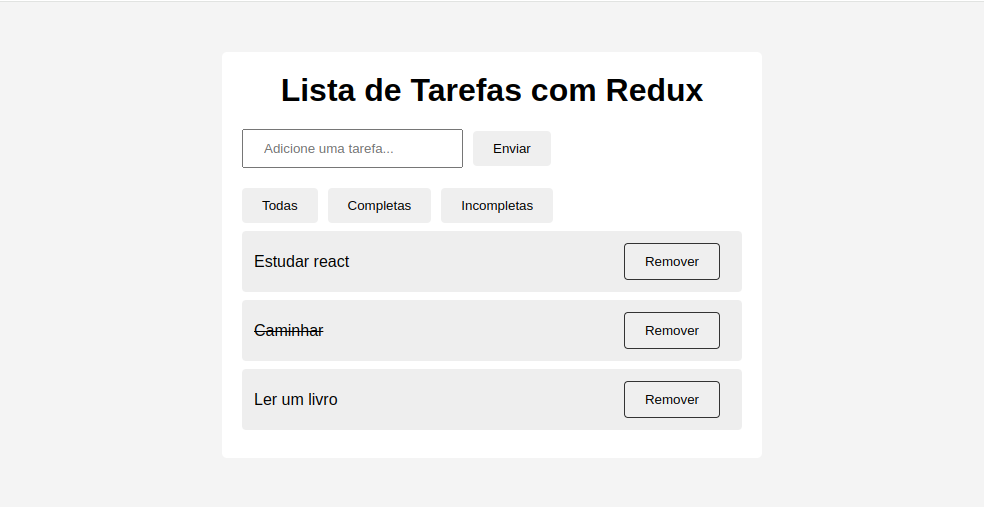 Lista de Tarefas com Redux
Adicione uma tarefa... Enviar
Todas Completas Incompletas
Estudar react Remover
Caminhar Remover
Ler um livro Remover